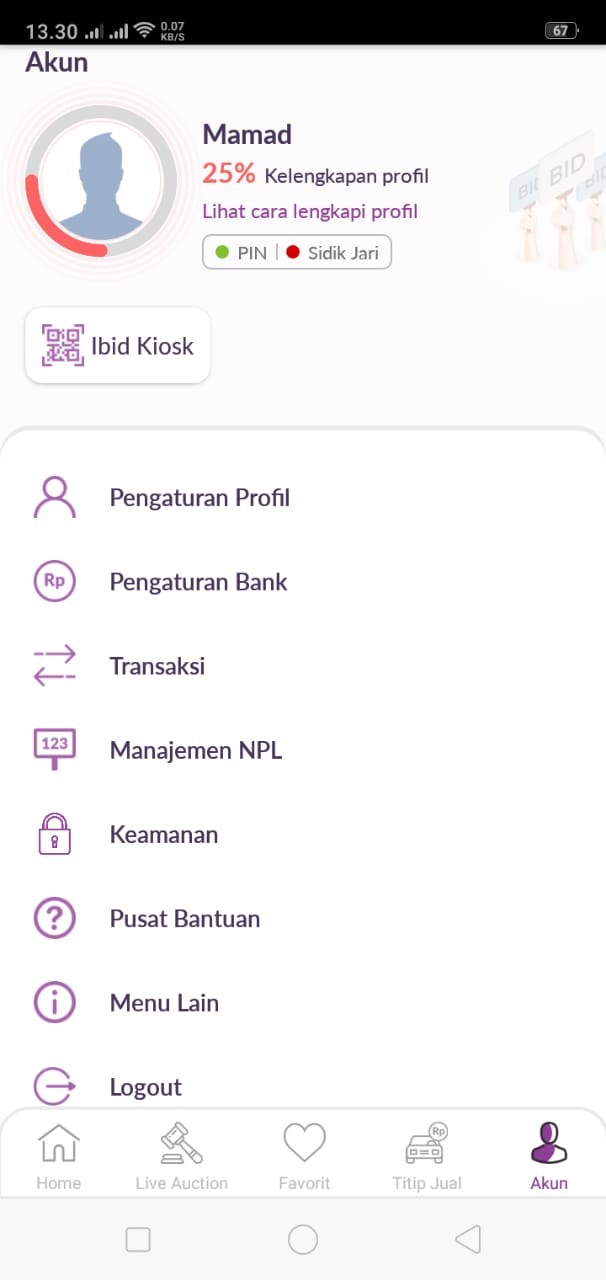 13.30 0.07 KB/S 67
Akun
Mamad
25% Kelengkapan profil
Lihat cara lengkapi profil
PIN | Sidik Jari
BID BID BID
Ibid Kiosk
Pengaturan Profil
Rp Pengaturan Bank
Transaksi
123 Manajemen NPL
Keamanan
? Pusat Bantuan
i Menu Lain
Logout
Rp
Home Live Auction Favorit Titip Jual Akun